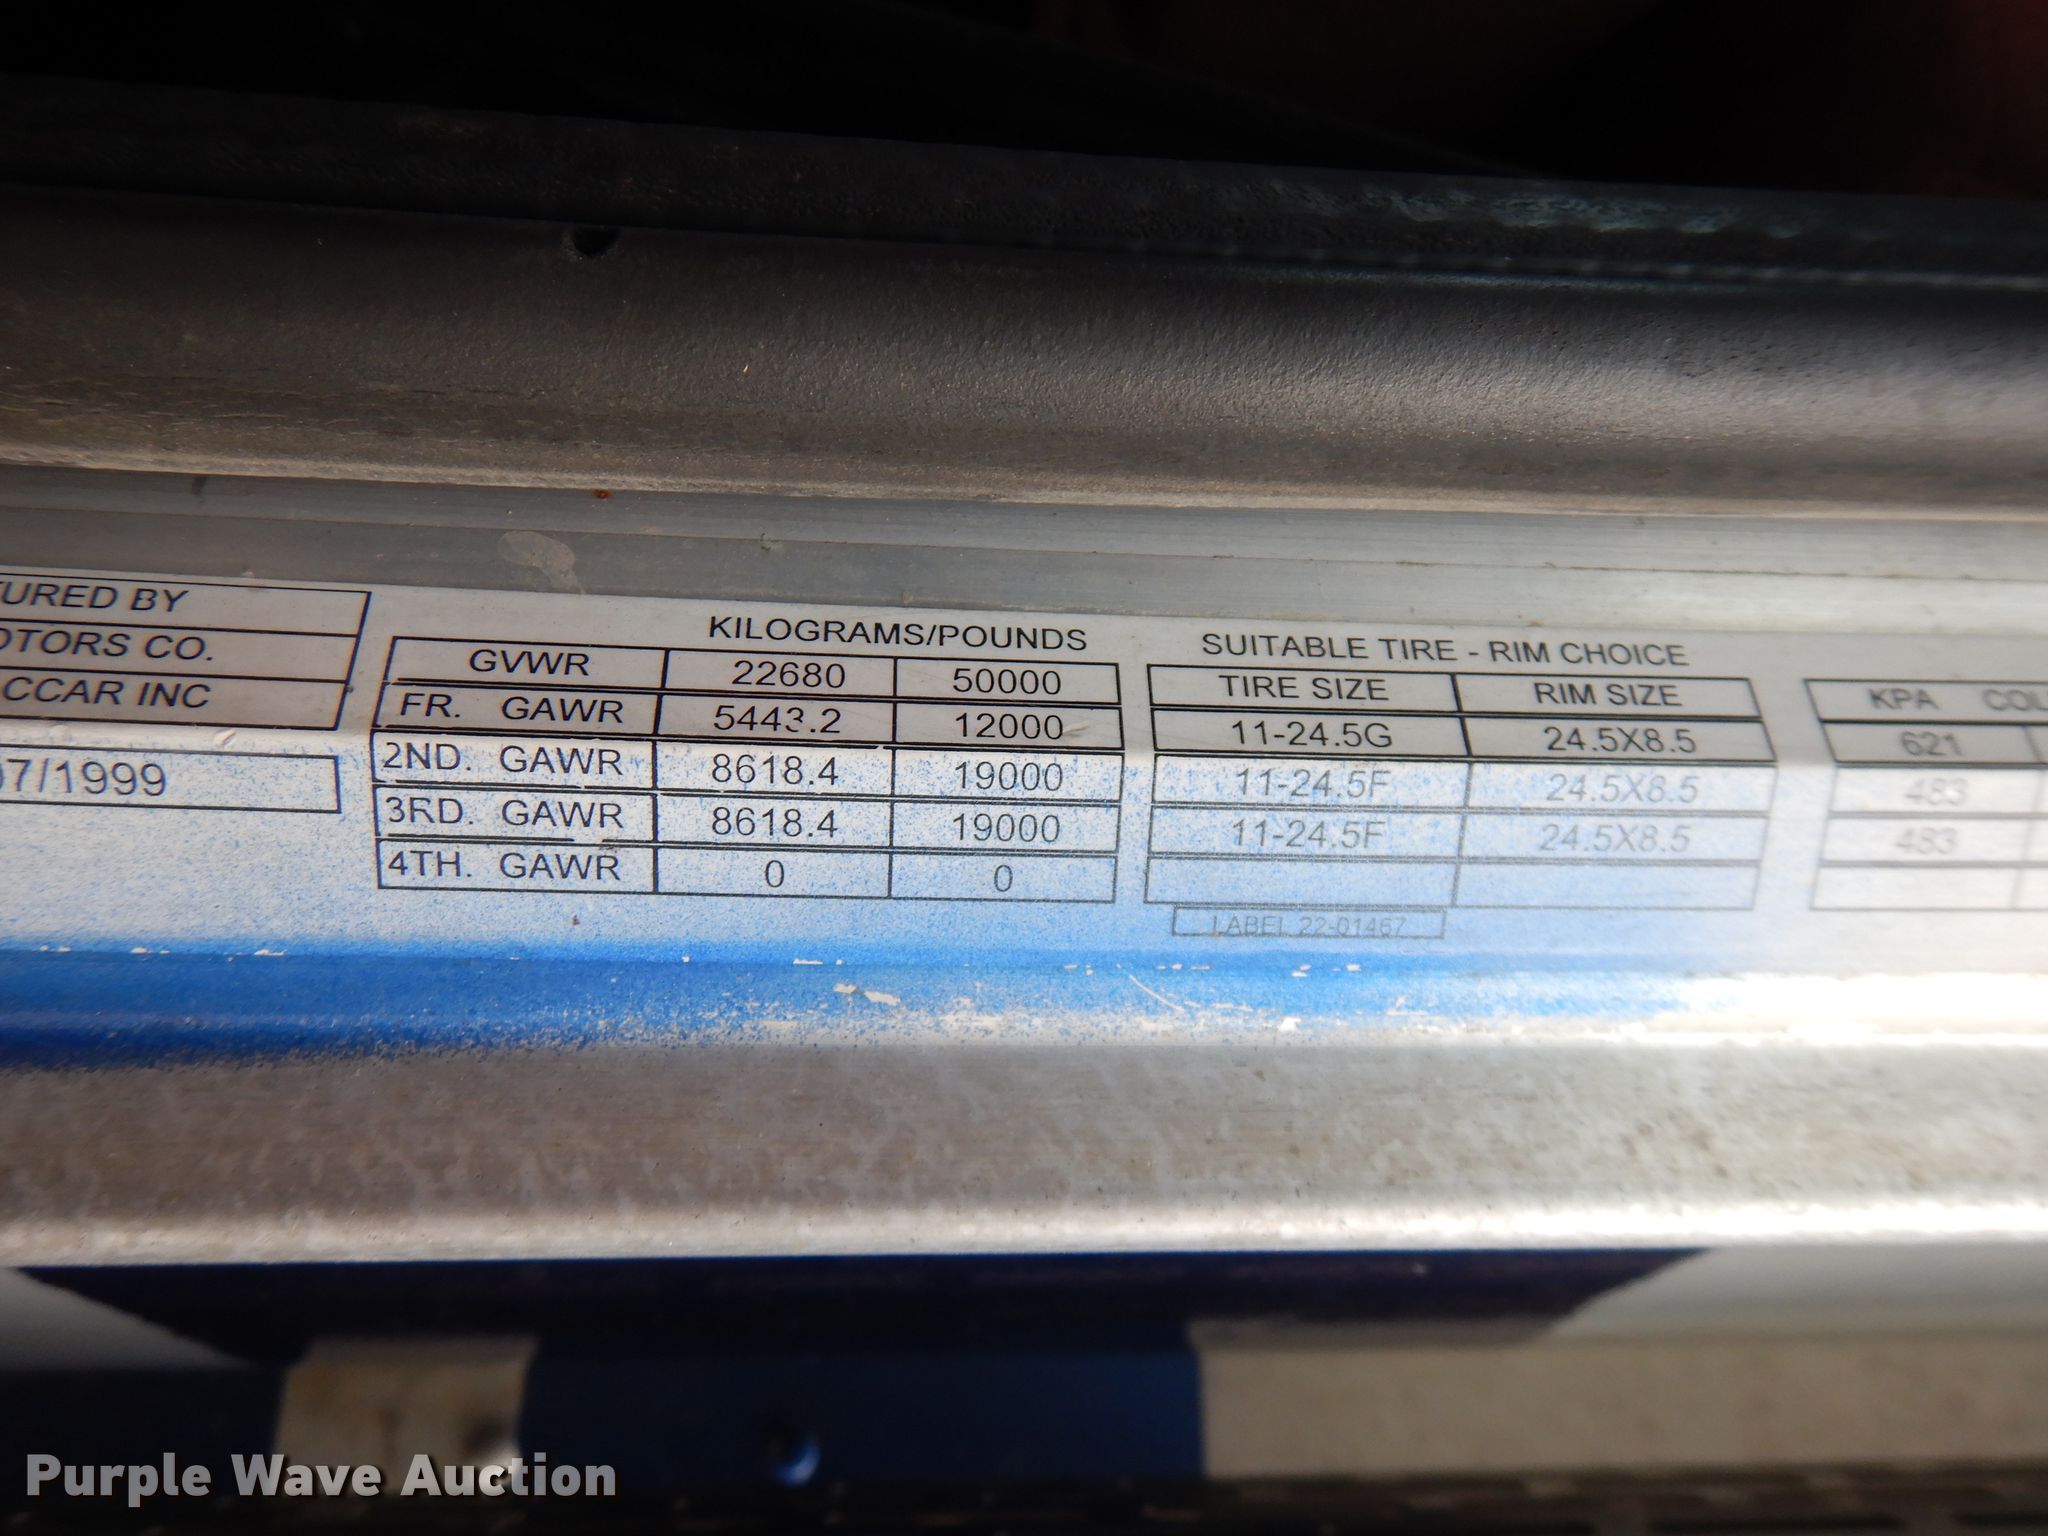 TURED BY
OTORS CO.
CCAR INC
07/1999
KILOGRAMS/POUNDS
GVWR 22680 50000
FR. GAWR 5443.2 12000
2ND. GAWR 8618.4 19000
3RD. GAWR 8618.4 19000
4TH. GAWR 0 0
SUITABLE TIRE - RIM CHOICE
TIRE SIZE RIM SIZE
11-24.5G 24.5X8.5
11-24.5F 24.5X8.5
11-24.5F 24.5X8.5
LABEL 22-01467
KPA COL
621
483
483
Purple Wave Auction